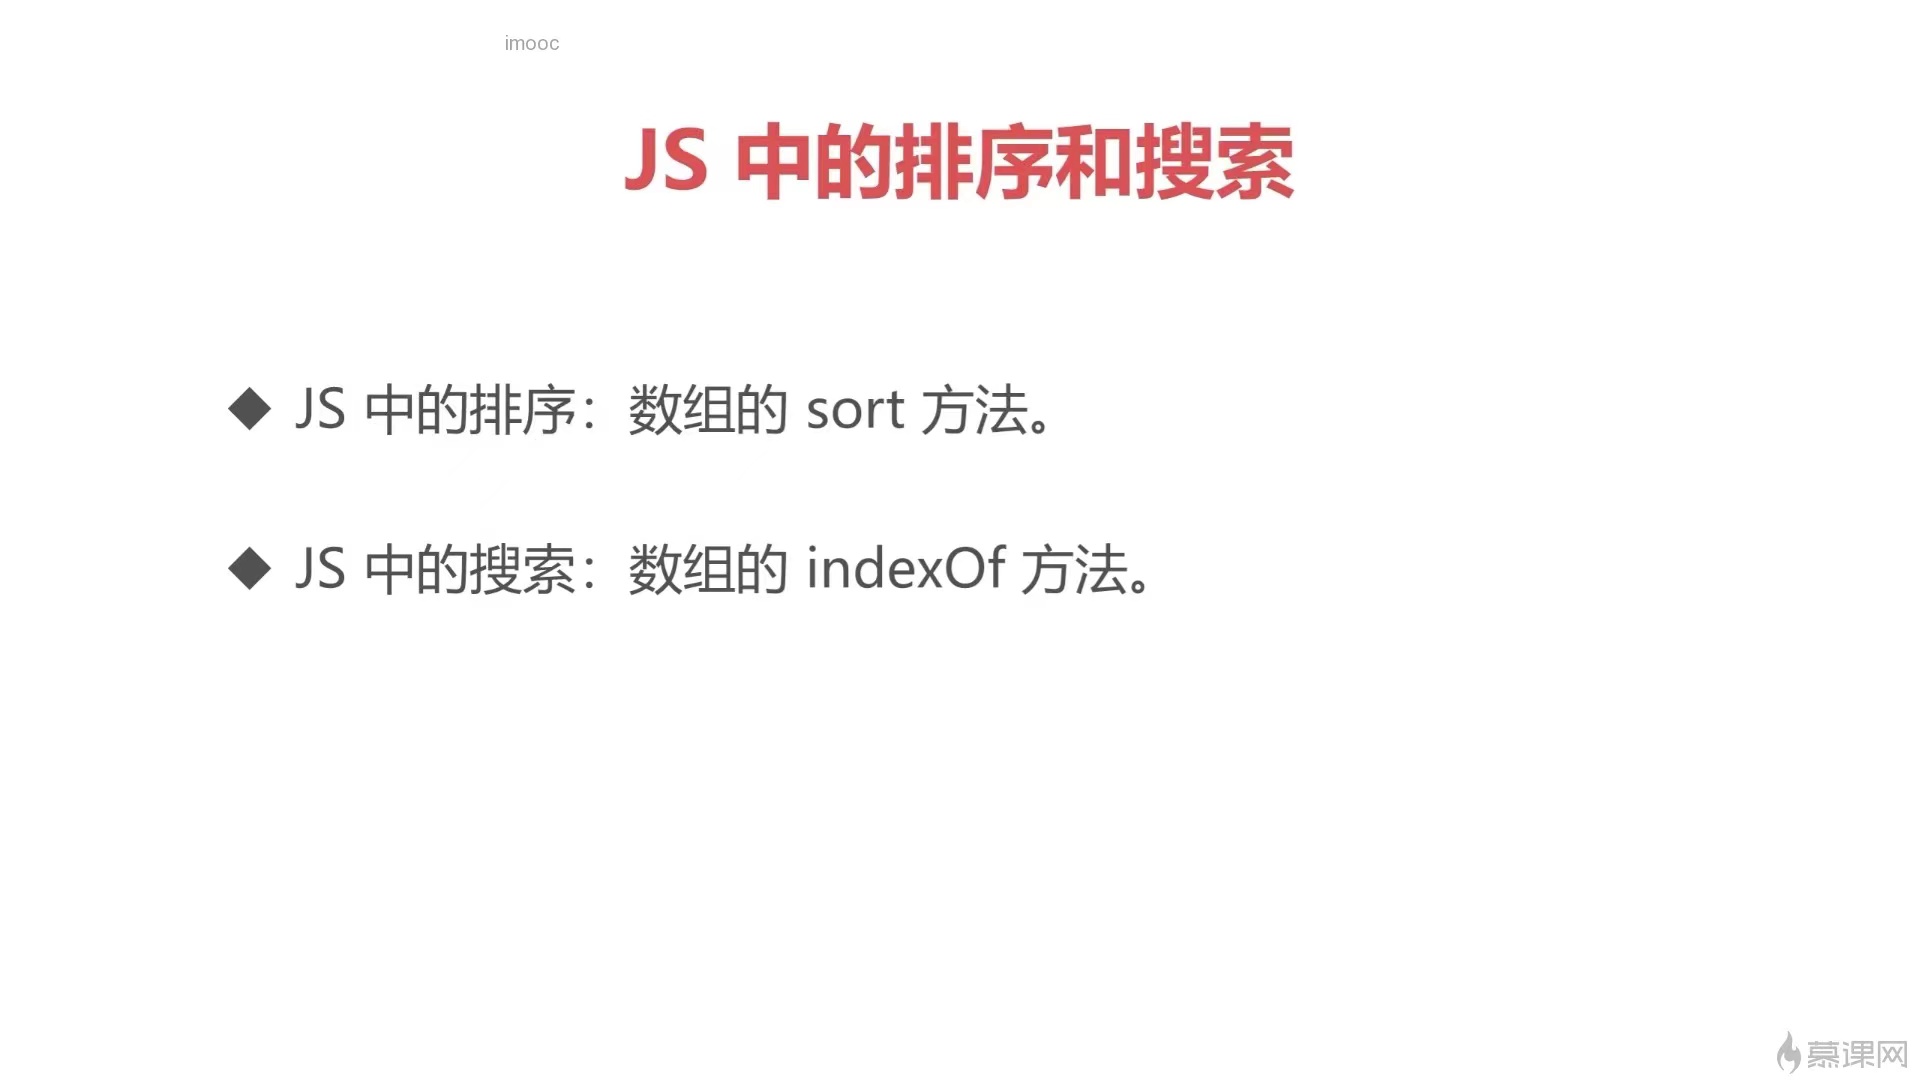 imooc
JS 中的排序和搜索
◆ JS 中的排序：数组的 sort 方法。
◆ JS 中的搜索：数组的 indexOf 方法。
慕课网